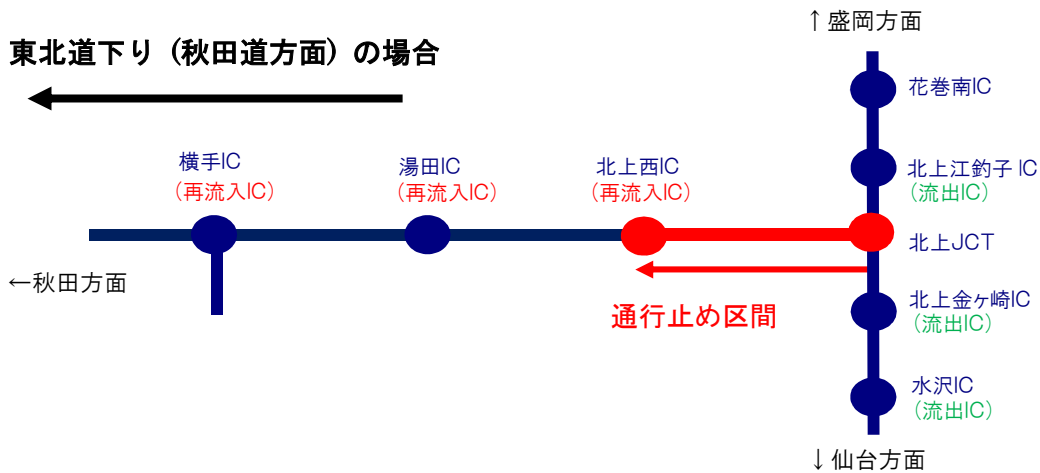 ↑盛岡方面
東北道下り（秋田道方面）の場合
花巻南IC
横手IC
（再流入IC）
湯田IC
（再流入IC）
北上西IC
（再流入IC）
北上江釣子 IC
（流出IC）
北上JCT
←秋田方面
通行止め区間
北上金ヶ崎IC
（流出IC）
水沢IC
（流出IC）
↓仙台方面